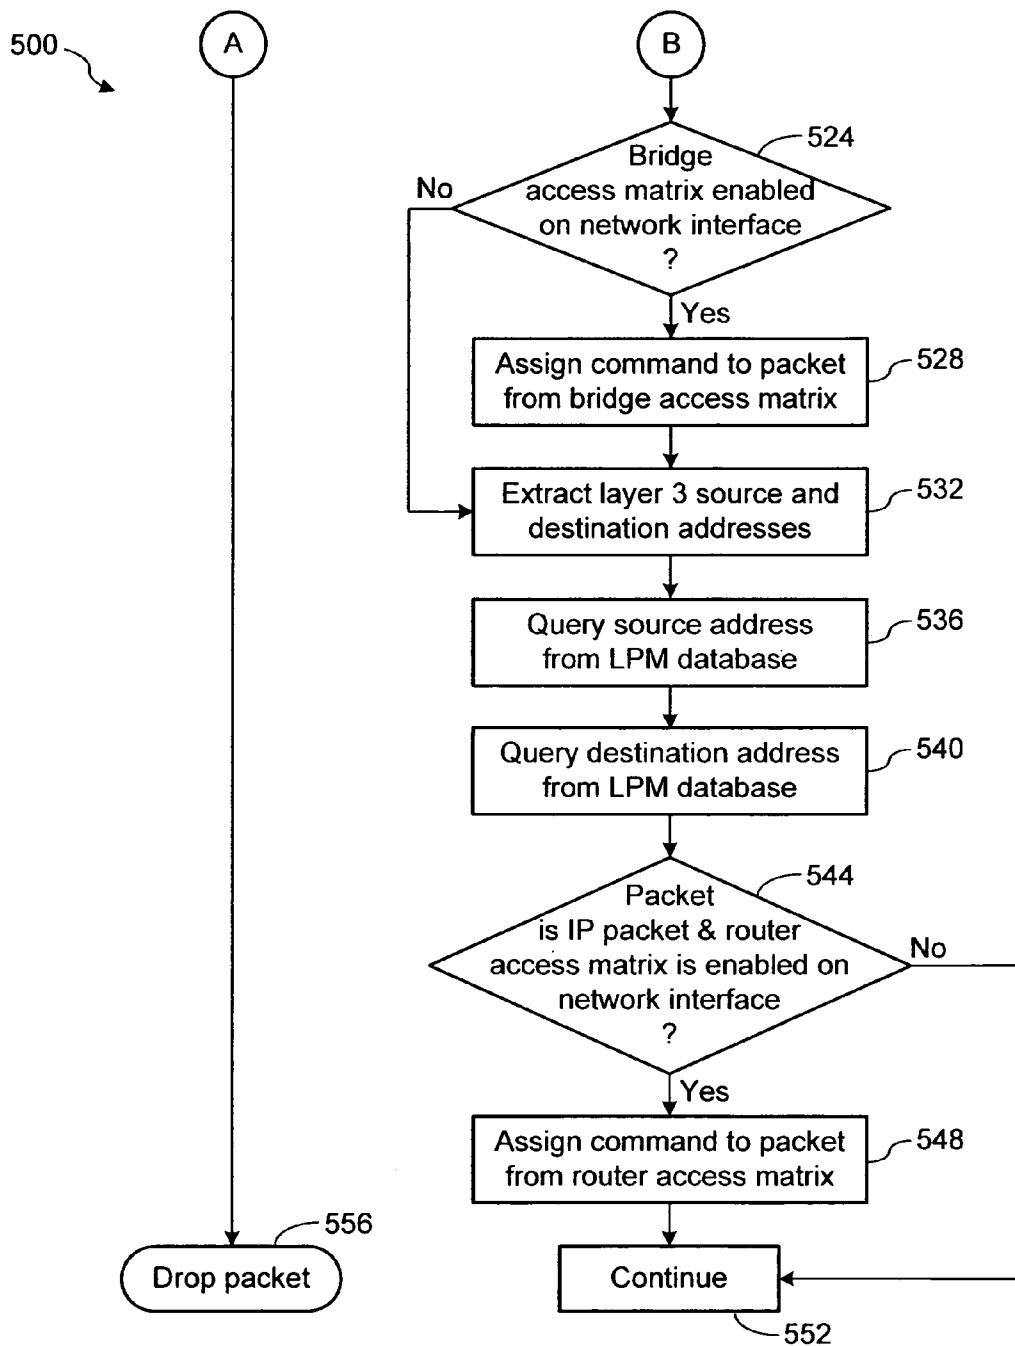 500
A
B
524
Bridge
access matrix enabled
on network interface
?
No
Yes
Assign command to packet
from bridge access matrix
528
Extract layer 3 source and
destination addresses
532
Query source address
from LPM database
536
Query destination address
from LPM database
540
544
Packet
is IP packet & router
access matrix is enabled on
network interface
?
No
Yes
Assign command to packet
from router access matrix
548
556
Drop packet
Continue
552